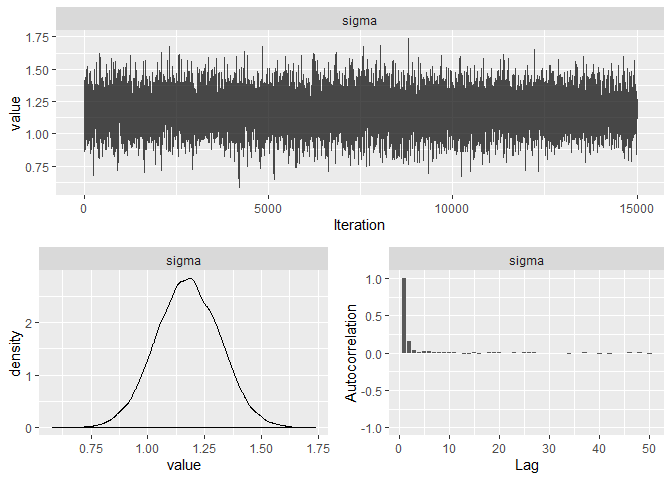 sigma
1.75
1.50
1.25
1.00
0.75
value
0 5000 10000 15000
Iteration
sigma
2
1
0
density
0.75 1.00 1.25 1.50 1.75
value
sigma
1.0
0.5
0.0
-0.5
-1.0
Autocorrelation
0 10 20 30 40 50
Lag